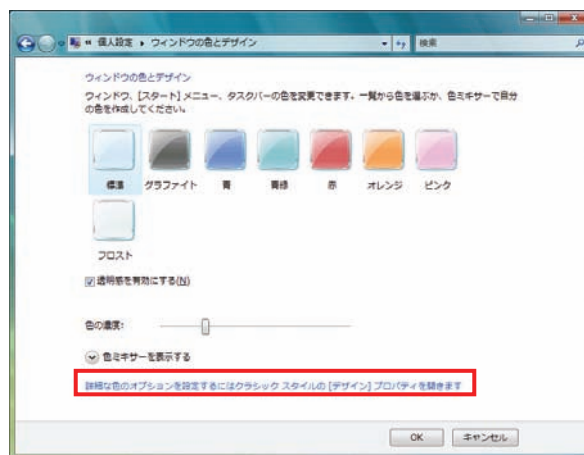 « 個人設定 ▸ ウィンドウの色とデザイン 検索
ウィンドウの色とデザイン
ウィンドウ、[スタート] メニュー、タスクバーの色を変更できます。一覧から色を選ぶか、色ミキサーで自分
の色を作成してください。
標準 グラファイト 青 青緑 赤 オレンジ ピンク
フロスト
透明感を有効にする(N)
色の濃度:
色ミキサーを表示する
詳細な色のオプションを設定するにはクラシック スタイルの [デザイン] プロパティを開きます
OK キャンセル